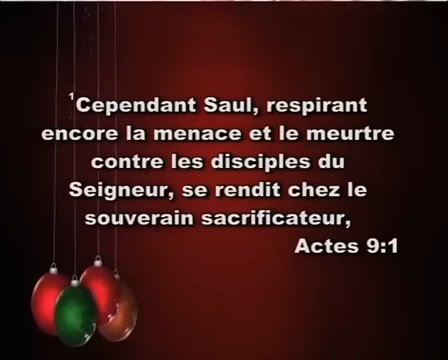 ¹Cependant Saul, respirant
encore la menace et le meurtre
contre les disciples du
Seigneur, se rendit chez le
souverain sacrificateur,
Actes 9:1